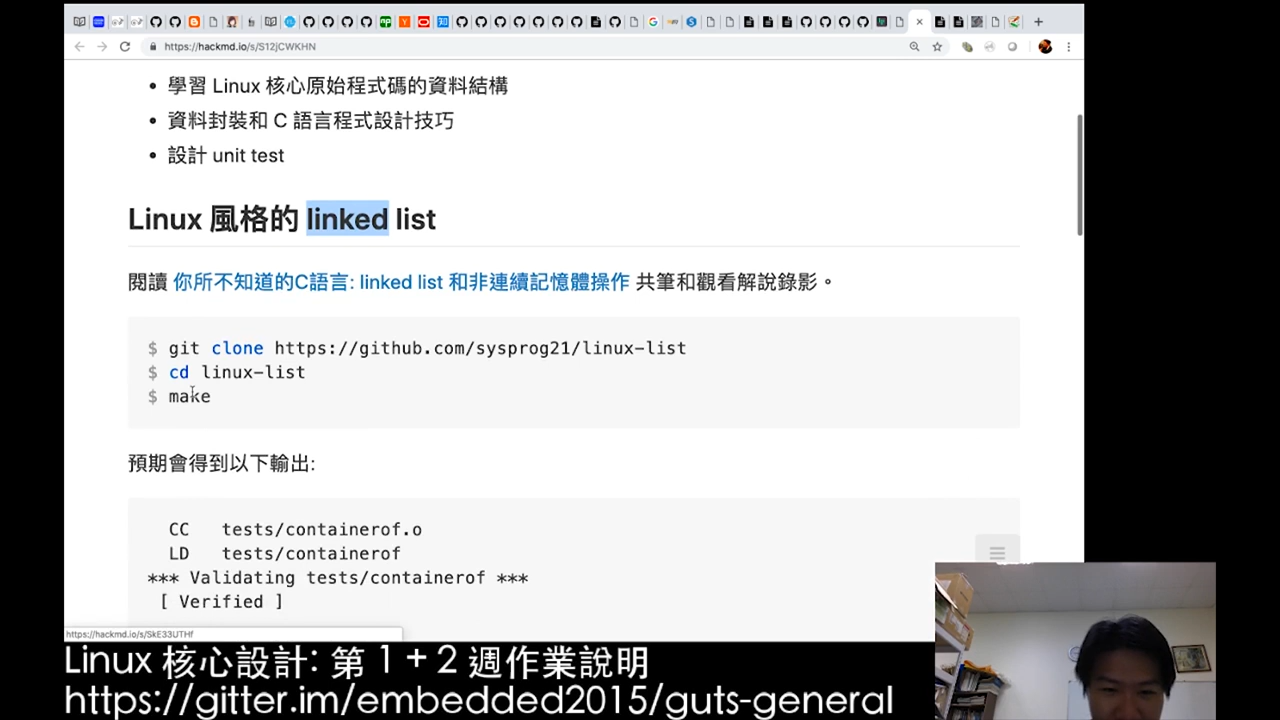 https://hackmd.io/s/S12jCWKHN
學習 Linux 核心原始程式碼的資料結構
資料封裝和 C 語言程式設計技巧
設計 unit test
Linux 風格的 linked list
閱讀 你所不知道的C語言: linked list 和非連續記憶體操作 共筆和觀看解說錄影。
$ git clone https://github.com/sysprog21/linux-list
$ cd linux-list
$ make
預期會得到以下輸出:
CC tests/containerof.o
LD tests/containerof
*** Validating tests/containerof ***
[ Verified ]
https://hackmd.io/s/SkE33UTHf
Linux 核心設計: 第 1 + 2 週作業說明
https://gitter.im/embedded2015/guts-general